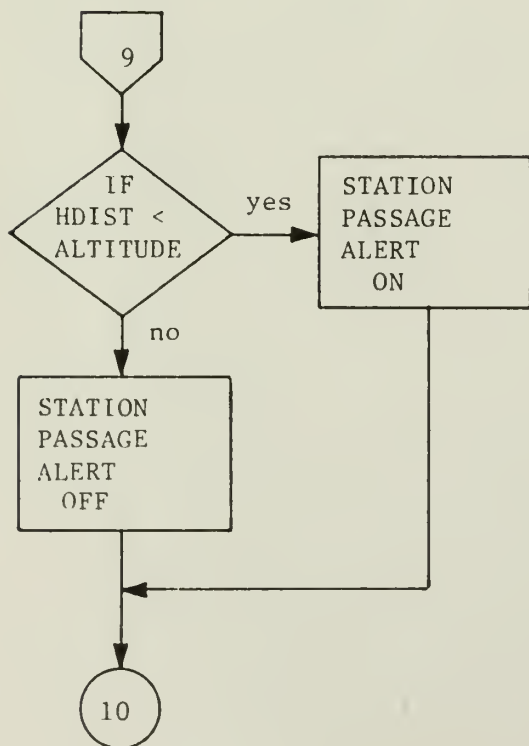 9
IF
HDIST <
ALTITUDE
yes
STATION
PASSAGE
ALERT
ON
no
STATION
PASSAGE
ALERT
OFF
10